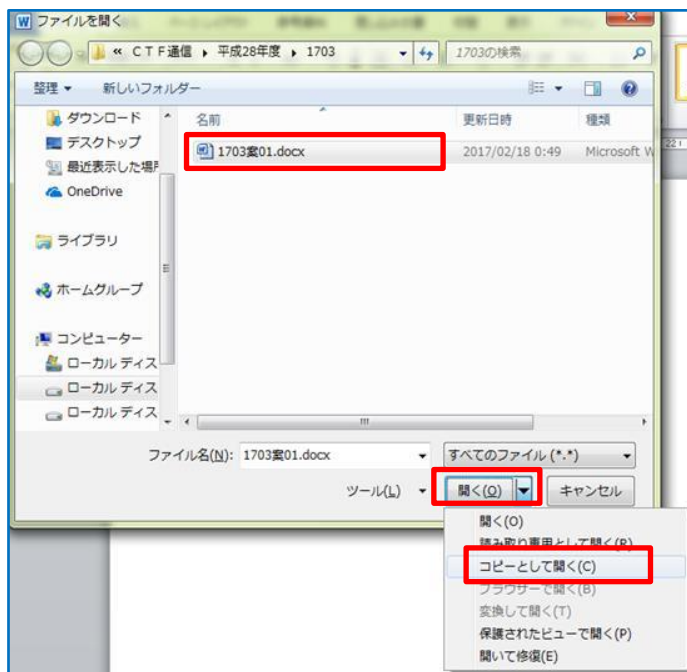 ファイルを開く
« CTF通信 ▸ 平成28年度 ▸ 1703
1703の検索
整理 新しいフォルダー
ダウンロード
デスクトップ
最近表示した場所
OneDrive
ライブラリ
ホームグループ
コンピューター
ローカル ディス
ローカル ディス
ローカル ディス
名前 更新日時 種類
1703案01.docx 2017/02/18 0:49 Microsoft W
ファイル名(N): 1703案01.docx すべてのファイル (*.*)
ツール(L) 開く(O) キャンセル
開く(O)
読み取り専用として開く(R)
コピーとして開く(C)
ブラウザーで開く(B)
変換して開く(T)
保護されたビューで開く(P)
開いて修復(E)